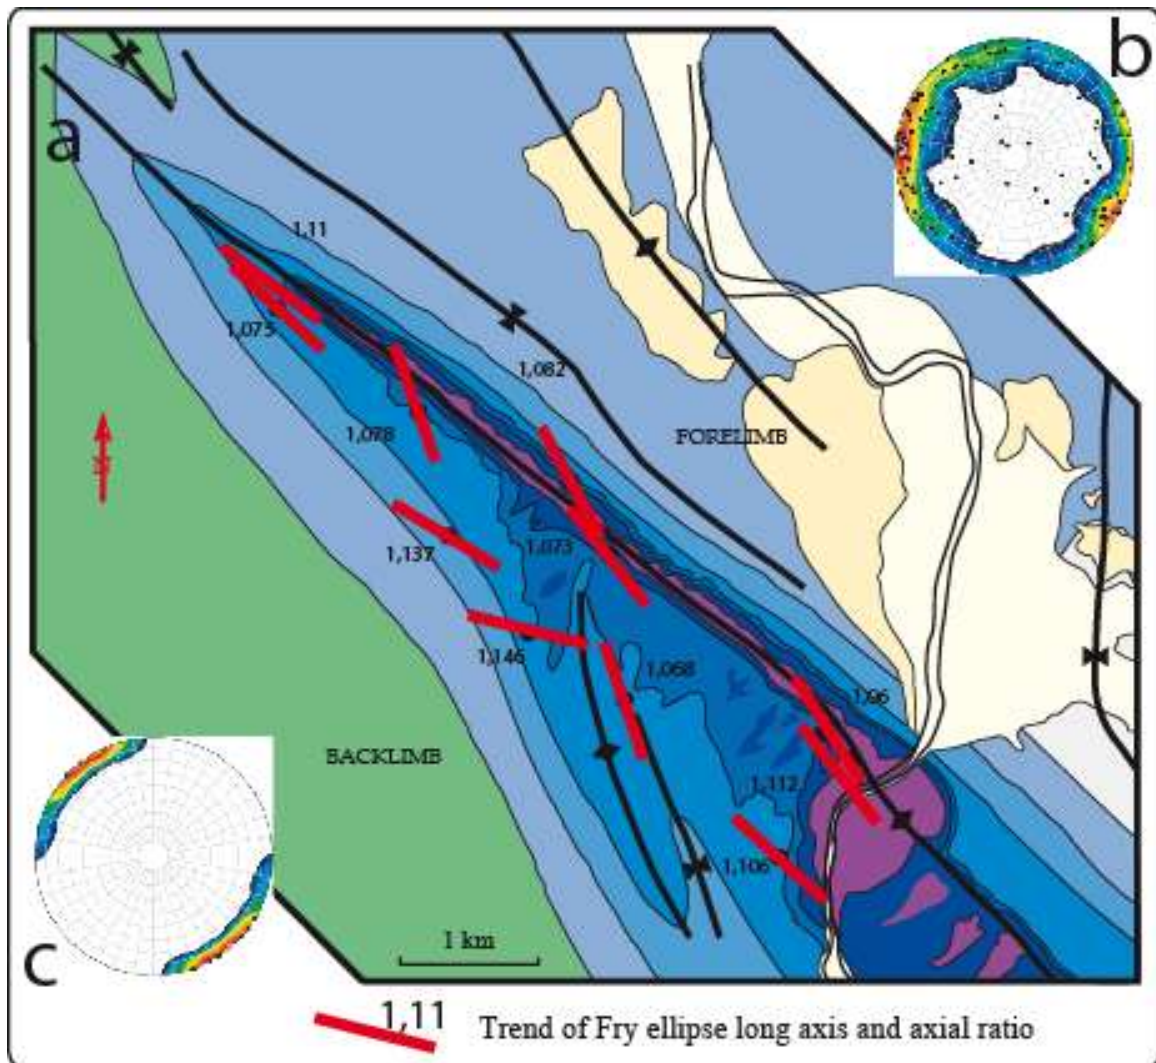 b
a
1,11
1,075
1,082
1,078
FORELIMB
1,137
1,073
1,146
1,068
1,06
BACKLIMB
1,112
1,106
c
1 km
1,11 Trend of Fry ellipse long axis and axial ratio